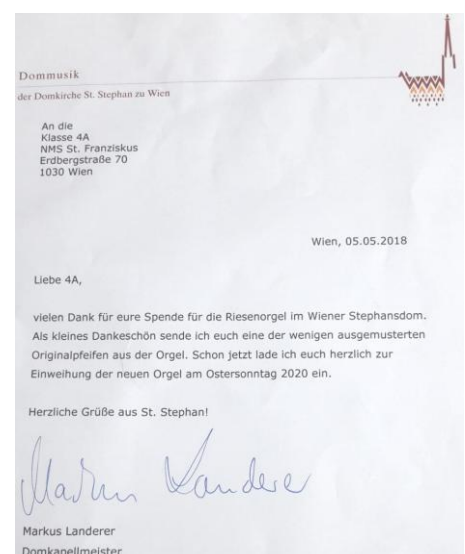 Dommusik
der Domkirche St. Stephan zu Wien
An die
Klasse 4A
NMS St. Franziskus
Erdbergstraße 70
1030 Wien
Wien, 05.05.2018
Liebe 4A,
vielen Dank für eure Spende für die Riesenorgel im Wiener Stephansdom.
Als kleines Dankeschön sende ich euch eine der wenigen ausgemusterten
Originalpfeifen aus der Orgel. Schon jetzt lade ich euch herzlich zur
Einweihung der neuen Orgel am Ostersonntag 2020 ein.
Herzliche Grüße aus St. Stephan!
Markus Landerer
Markus Landerer
Domkapellmeister